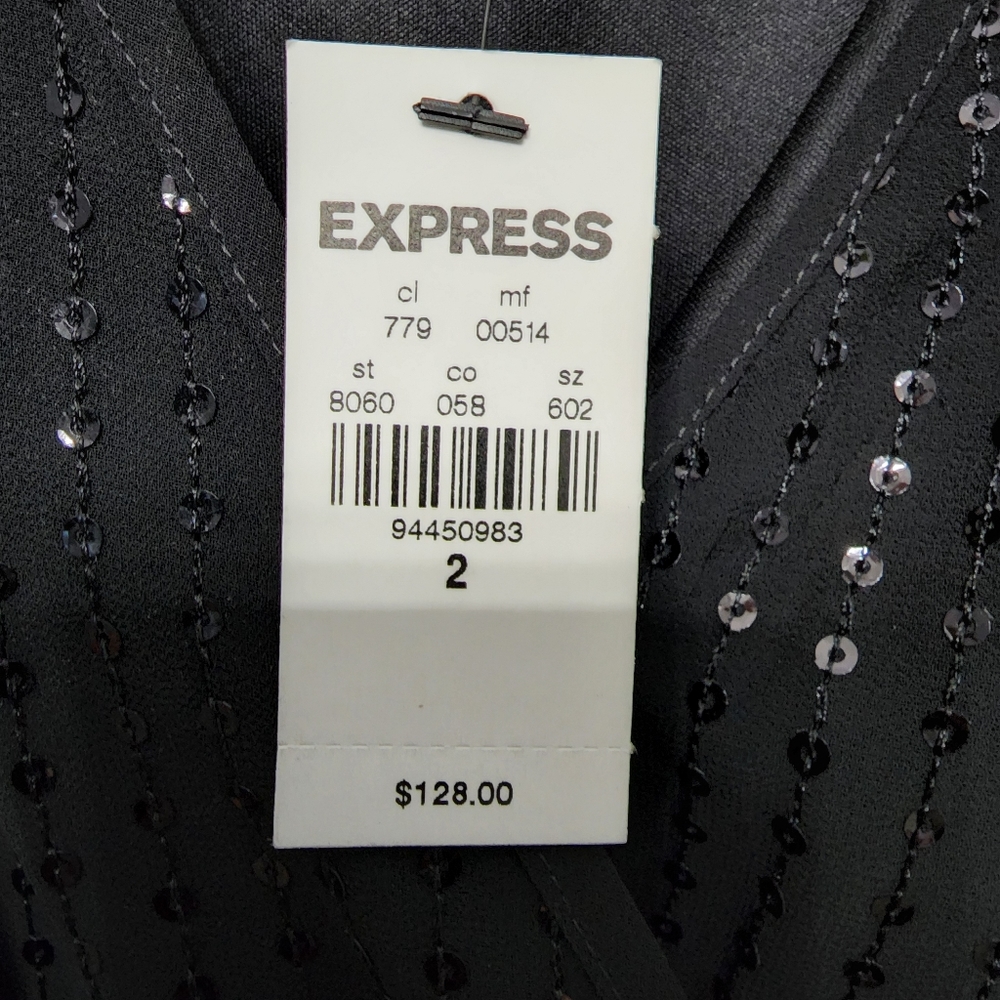 EXPRESS
cl mf
779 00514
st co sz
8060 058 602
94450983
2
$128.00